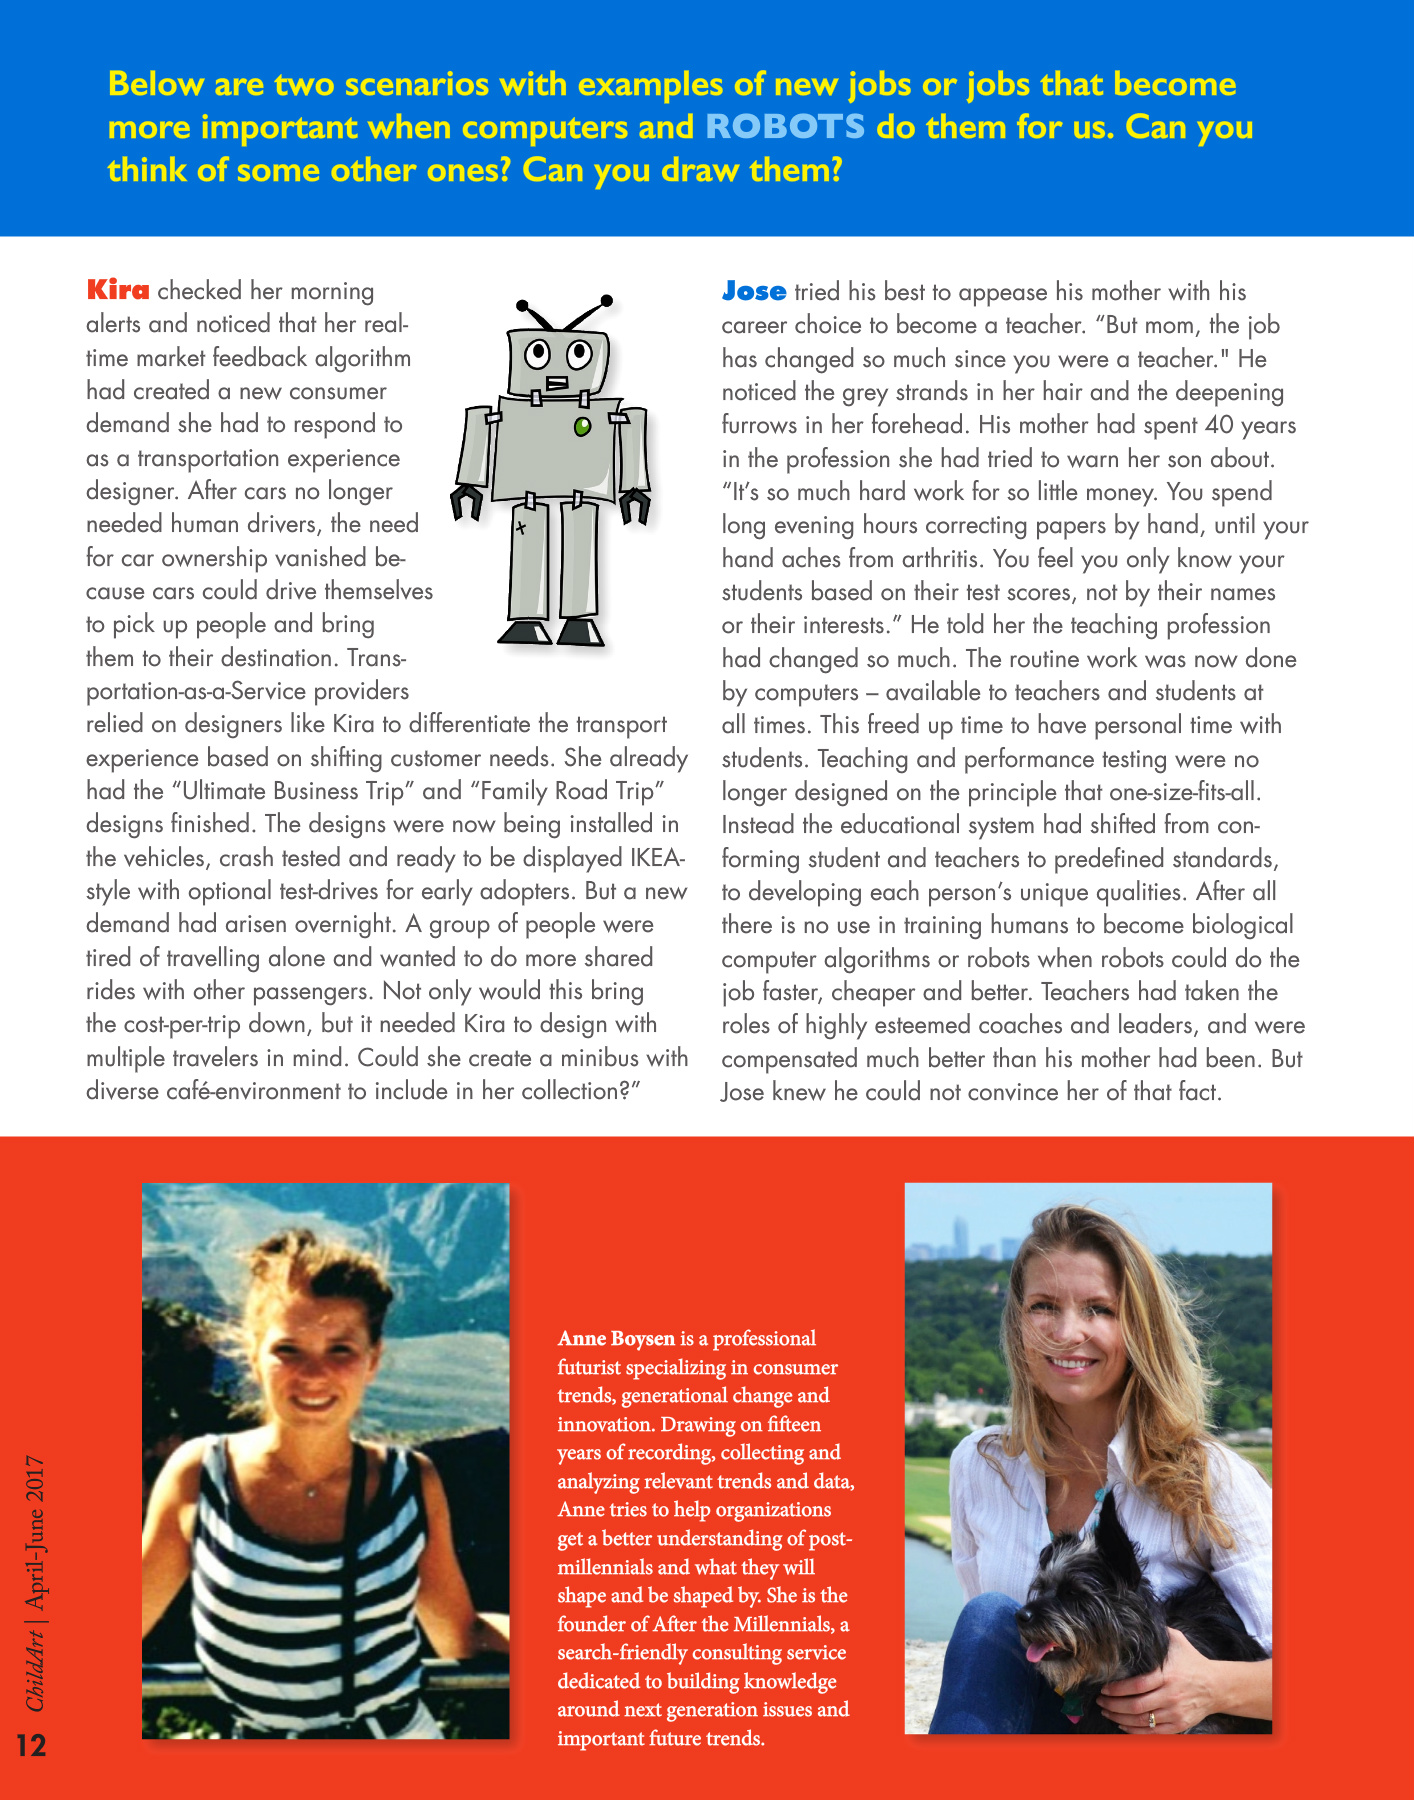 Below are two scenarios with examples of new jobs or jobs that become
more important when computers and ROBOTS do them for us. Can you
think of some other ones? Can you draw them?
Kira checked her morning
alerts and noticed that her real-
time market feedback algorithm
had created a new consumer
demand she had to respond to
as a transportation experience
designer. After cars no longer
needed human drivers, the need
for car ownership vanished be-
cause cars could drive themselves
to pick up people and bring
them to their destination. Trans-
portation-as-a-Service providers
relied on designers like Kira to differentiate the transport
experience based on shifting customer needs. She already
had the “Ultimate Business Trip” and “Family Road Trip”
designs finished. The designs were now being installed in
the vehicles, crash tested and ready to be displayed IKEA-
style with optional test-drives for early adopters. But a new
demand had arisen overnight. A group of people were
tired of travelling alone and wanted to do more shared
rides with other passengers. Not only would this bring
the cost-per-trip down, but it needed Kira to design with
multiple travelers in mind. Could she create a minibus with
diverse café-environment to include in her collection?”
Jose tried his best to appease his mother with his
career choice to become a teacher. “But mom, the job
has changed so much since you were a teacher." He
noticed the grey strands in her hair and the deepening
furrows in her forehead. His mother had spent 40 years
in the profession she had tried to warn her son about.
“It’s so much hard work for so little money. You spend
long evening hours correcting papers by hand, until your
hand aches from arthritis. You feel you only know your
students based on their test scores, not by their names
or their interests.” He told her the teaching profession
had changed so much. The routine work was now done
by computers – available to teachers and students at
all times. This freed up time to have personal time with
students. Teaching and performance testing were no
longer designed on the principle that one-size-fits-all.
Instead the educational system had shifted from con-
forming student and teachers to predefined standards,
to developing each person’s unique qualities. After all
there is no use in training humans to become biological
computer algorithms or robots when robots could do the
job faster, cheaper and better. Teachers had taken the
roles of highly esteemed coaches and leaders, and were
compensated much better than his mother had been. But
Jose knew he could not convince her of that fact.
Anne Boysen is a professional
futurist specializing in consumer
trends, generational change and
innovation. Drawing on fifteen
years of recording, collecting and
analyzing relevant trends and data,
Anne tries to help organizations
get a better understanding of post-
millennials and what they will
shape and be shaped by. She is the
founder of After the Millennials, a
search-friendly consulting service
dedicated to building knowledge
around next generation issues and
important future trends.
ChildArt | April-June 2017
12